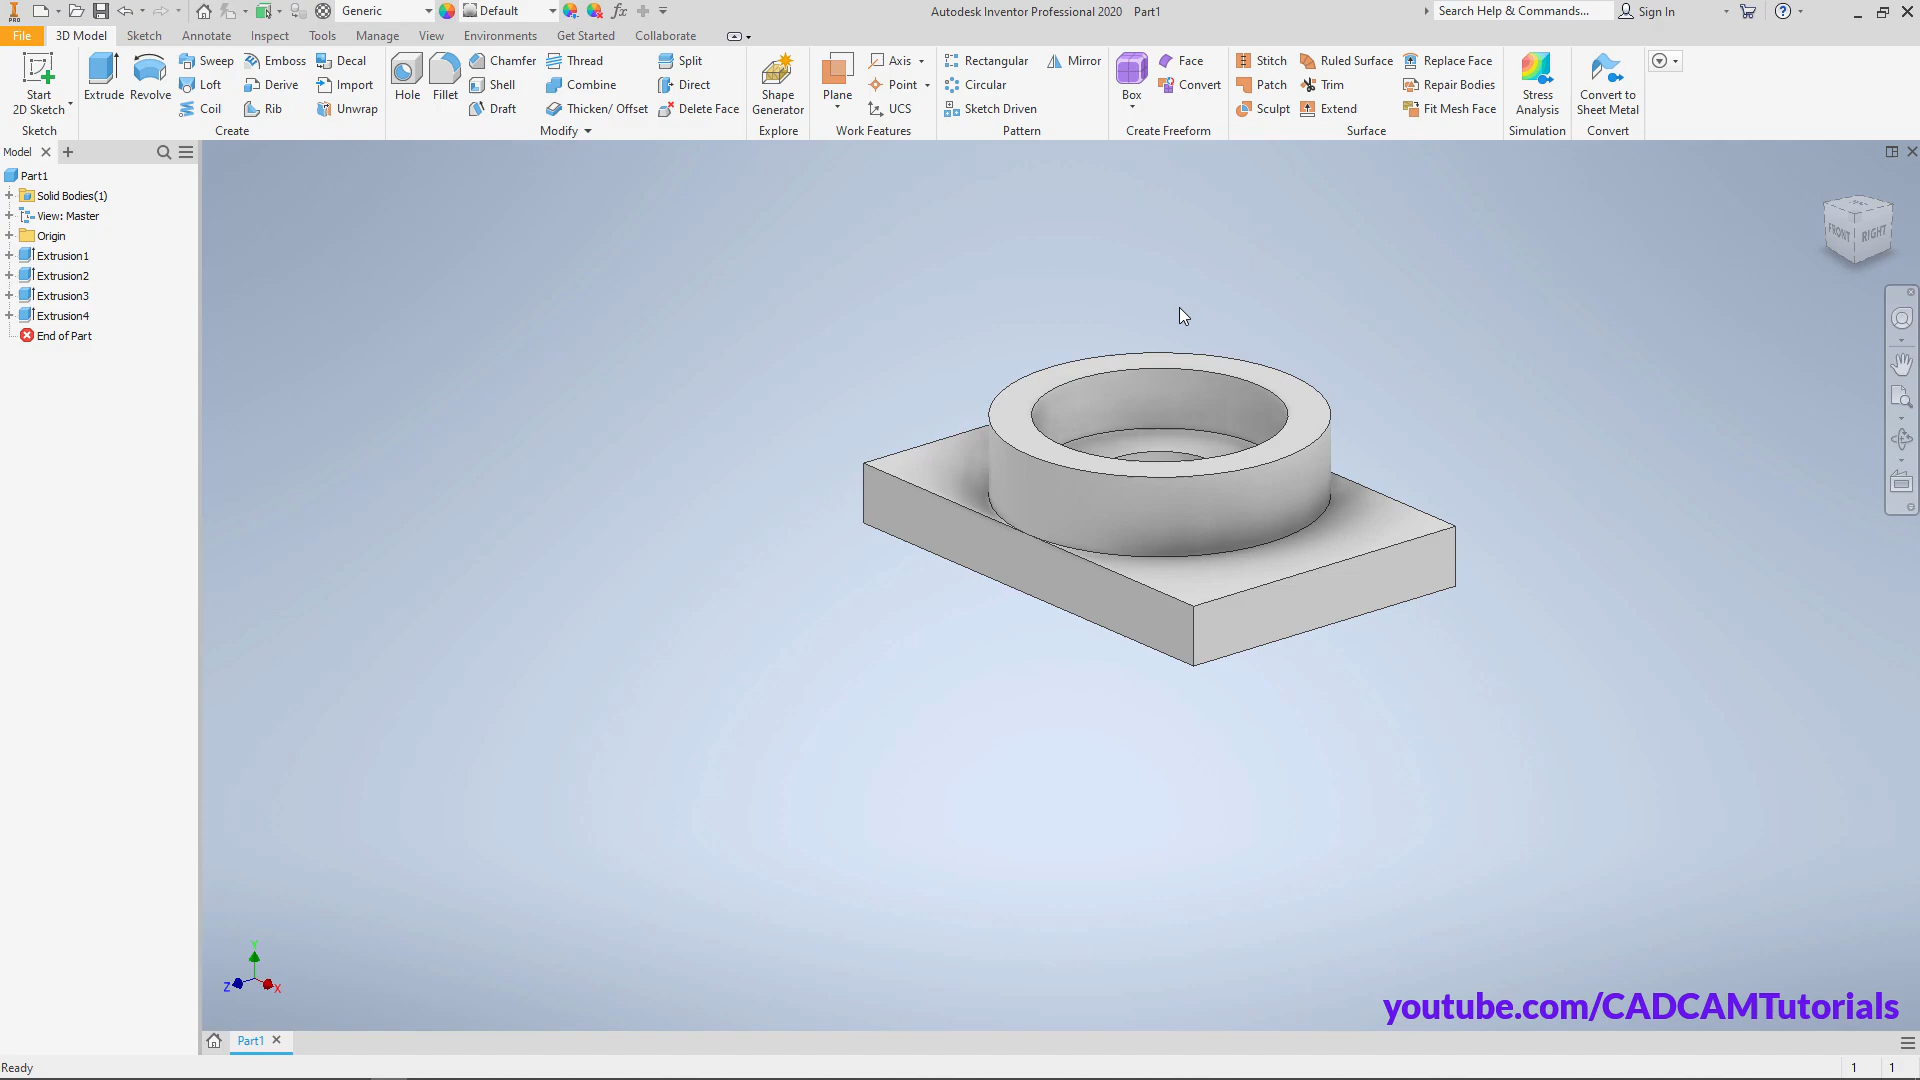 PRO
Generic
Default
fx
Autodesk Inventor Professional 2020 Part1
Search Help & Commands...
Sign In
File
3D Model
Sketch
Annotate
Inspect
Tools
Manage
View
Environments
Get Started
Collaborate
Start
2D Sketch
Sketch
Extrude
Revolve
Sweep
Loft
Coil
Emboss
Derive
Rib
Decal
Import
Unwrap
Create
Hole
Fillet
Chamfer
Shell
Draft
Thread
Combine
Thicken/ Offset
Split
Direct
Delete Face
Modify
Shape
Generator
Explore
Plane
Axis
Point
UCS
Work Features
Rectangular
Circular
Sketch Driven
Mirror
Pattern
Box
Face
Convert
Create Freeform
Stitch
Patch
Sculpt
Ruled Surface
Trim
Extend
Replace Face
Repair Bodies
Fit Mesh Face
Surface
Stress
Analysis
Simulation
Convert to
Sheet Metal
Convert
Model
Part1
Solid Bodies(1)
View: Master
Origin
Extrusion1
Extrusion2
Extrusion3
Extrusion4
End of Part
FRONT
RIGHT
Y
Z
X
youtube.com/CADCAMTutorials
Part1
Ready
1
1